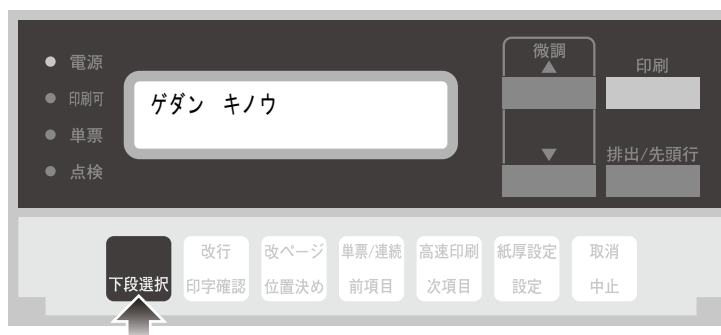 電源
印刷可
単票
点検
ゲダン キノウ
微調
▲
▼
印刷
排出/先頭行
下段選択
改行
印字確認
改ページ
位置決め
単票/連続
前項目
高速印刷
次項目
紙厚設定
設定
取消
中止